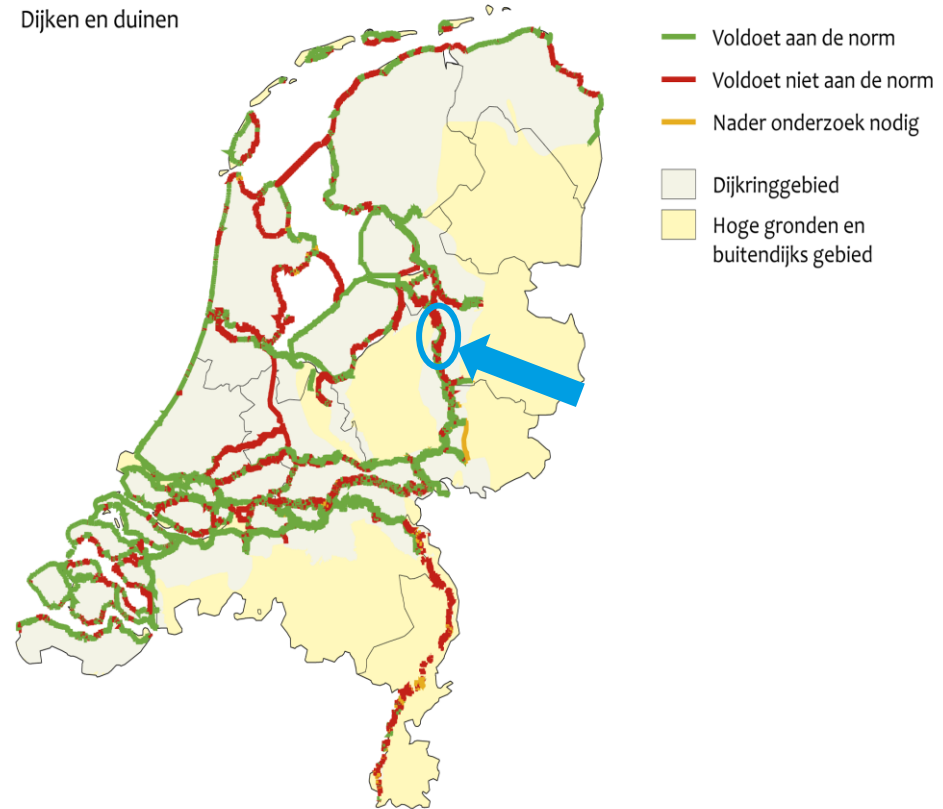 Dijken en duinen
Voldoet aan de norm
Voldoet niet aan de norm
Nader onderzoek nodig
Dijkringgebied
Hoge gronden en
buitendijks gebied